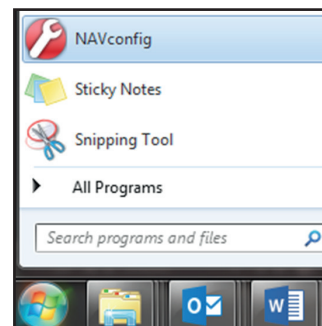 NAVconfig
Sticky Notes
Snipping Tool
All Programs
Search programs and files
O
W